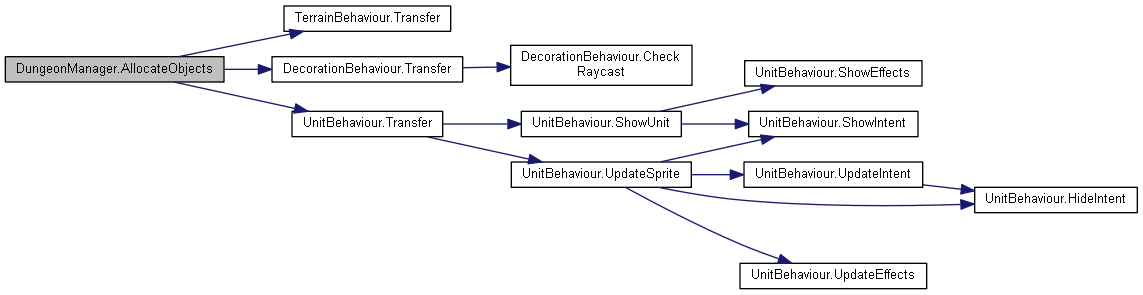 TerrainBehaviour.Transfer
DungeonManager.AllocateObjects
DecorationBehaviour.Transfer
DecorationBehaviour.Check
Raycast
UnitBehaviour.Transfer
UnitBehaviour.ShowUnit
UnitBehaviour.ShowEffects
UnitBehaviour.ShowIntent
UnitBehaviour.UpdateSprite
UnitBehaviour.UpdateIntent
UnitBehaviour.HideIntent
UnitBehaviour.UpdateEffects